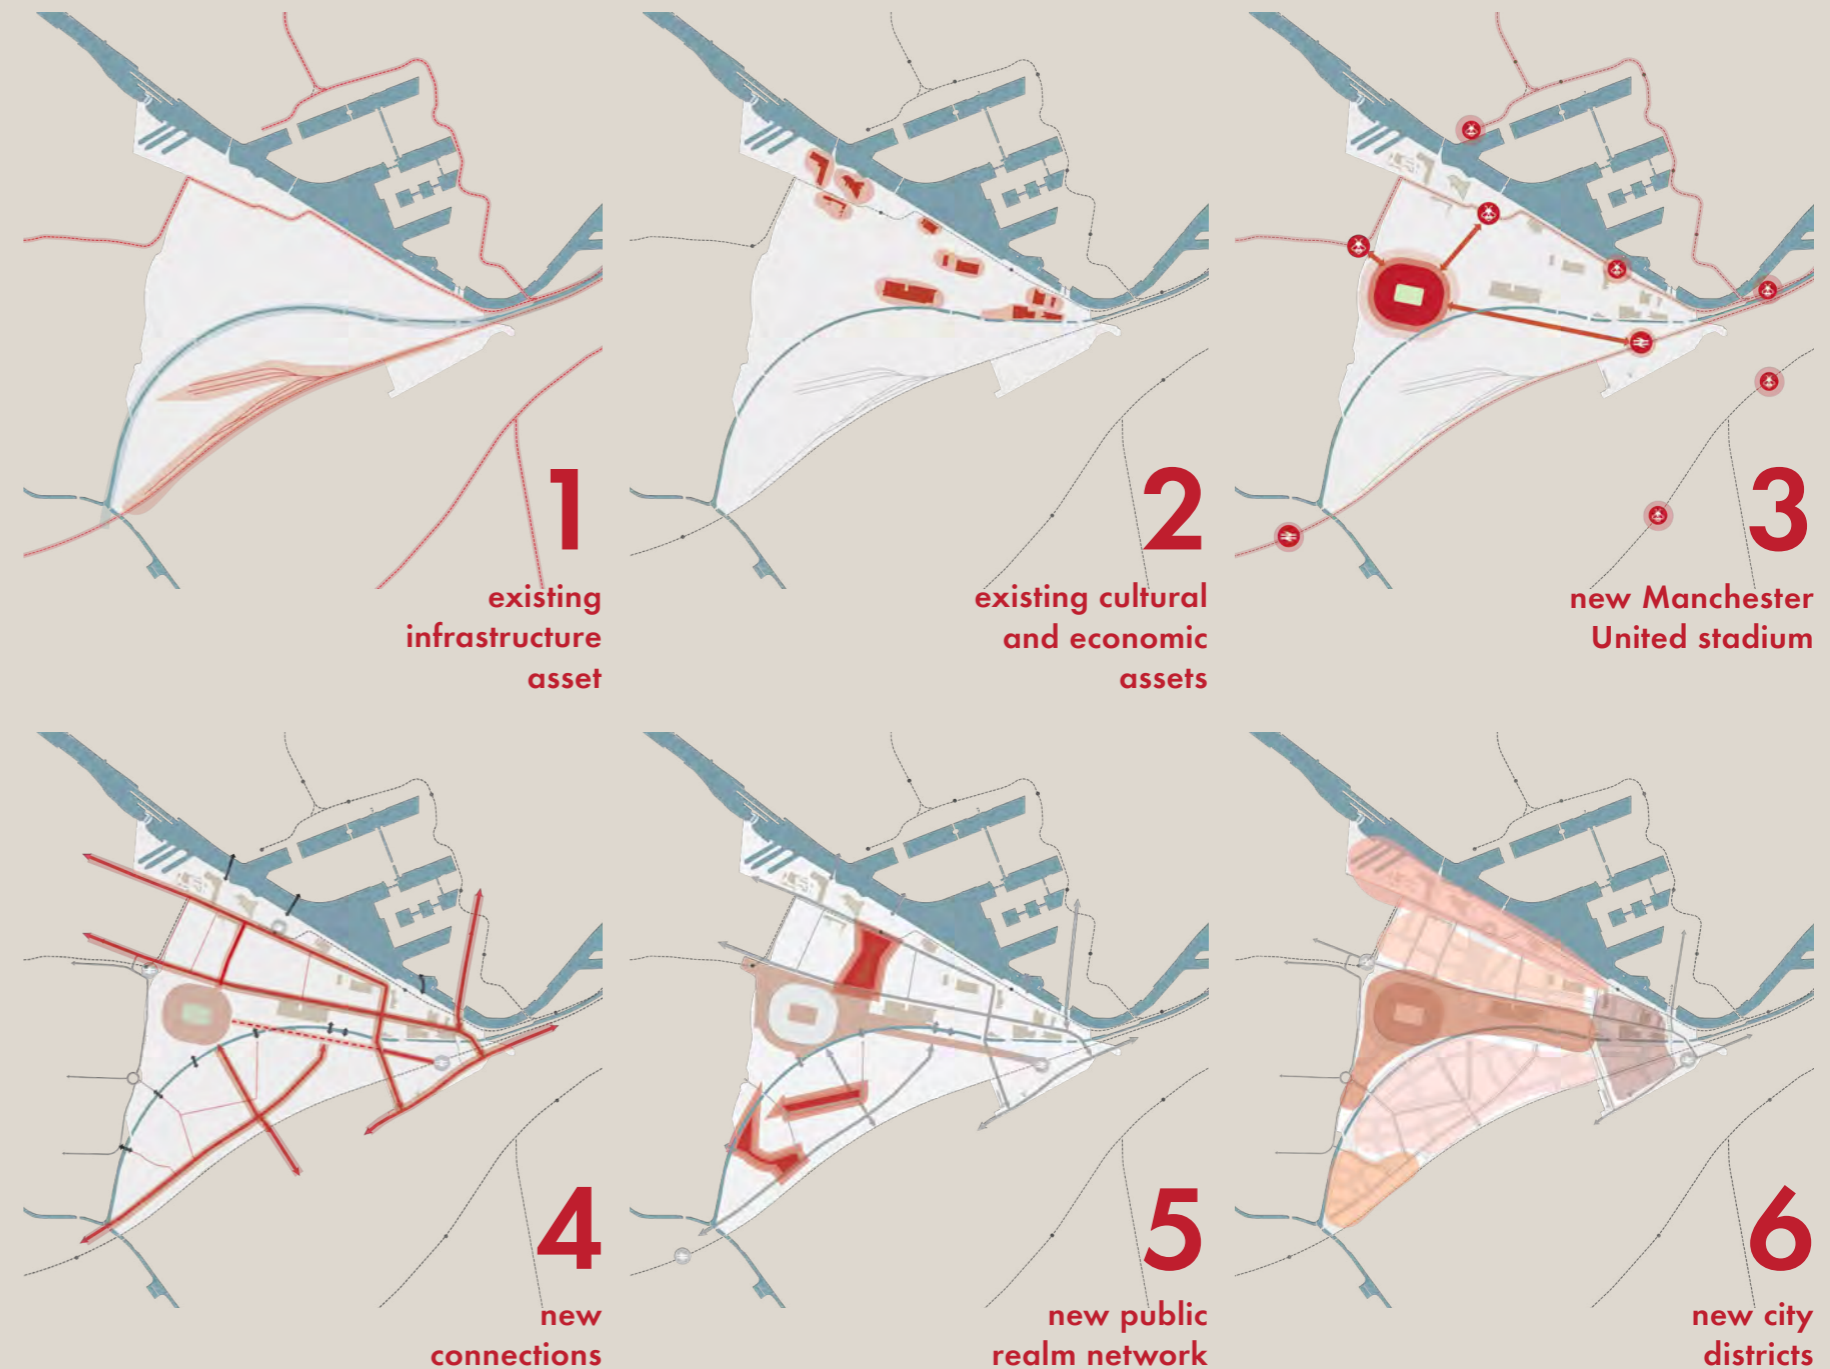 1
existing
infrastructure
asset
2
existing cultural
and economic
assets
3
new Manchester
United stadium
4
new
connections
5
new public
realm network
6
new city
districts